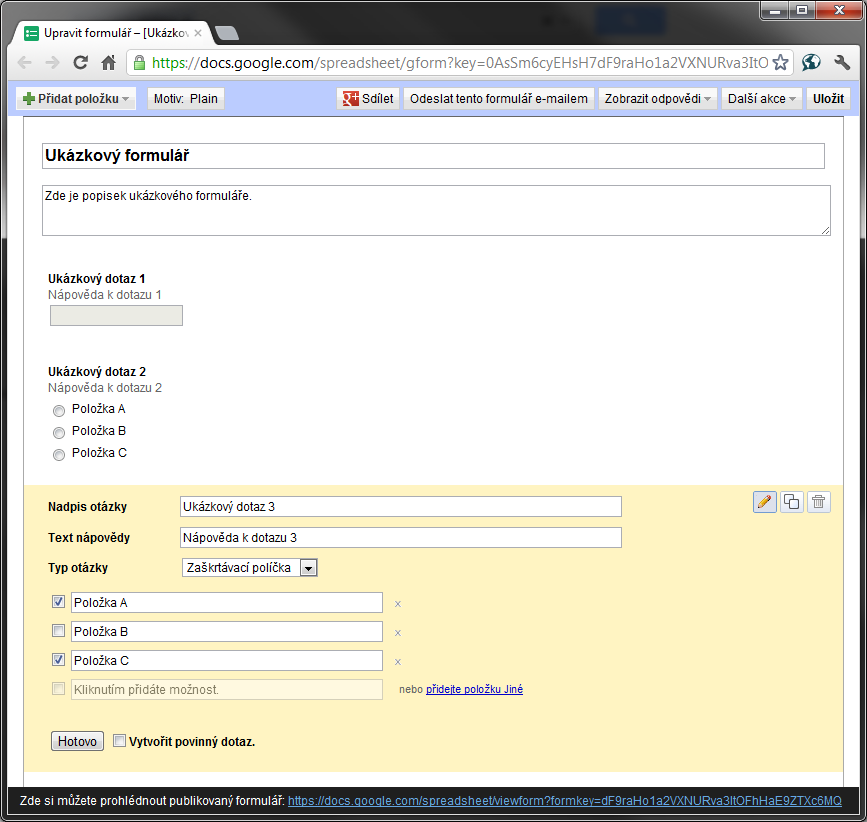 Upravit formulář – [Ukázkov
https://docs.google.com/spreadsheet/gform?key=0AsSm6cyEHsH7dF9raHo1a2VXNURva3ItO
Přidat položku
Motiv: Plain
Sdílet
Odeslat tento formulář e-mailem
Zobrazit odpovědi
Další akce
Uložit
Ukázkový formulář
Zde je popisek ukázkového formuláře.
Ukázkový dotaz 1
Nápověda k dotazu 1
Ukázkový dotaz 2
Nápověda k dotazu 2
Položka A
Položka B
Položka C
Nadpis otázky Ukázkový dotaz 3
Text nápovědy Nápověda k dotazu 3
Typ otázky Zaškrtávací políčka
Položka A x
Položka B x
Položka C x
Kliknutím přidáte možnost. nebo přidejte položku Jiné
Hotovo Vytvořit povinný dotaz.
Zde si můžete prohlédnout publikovaný formulář: https://docs.google.com/spreadsheet/viewform?formkey=dF9raHo1a2VXNURva3ItOFhHaE9ZTXc6MQ